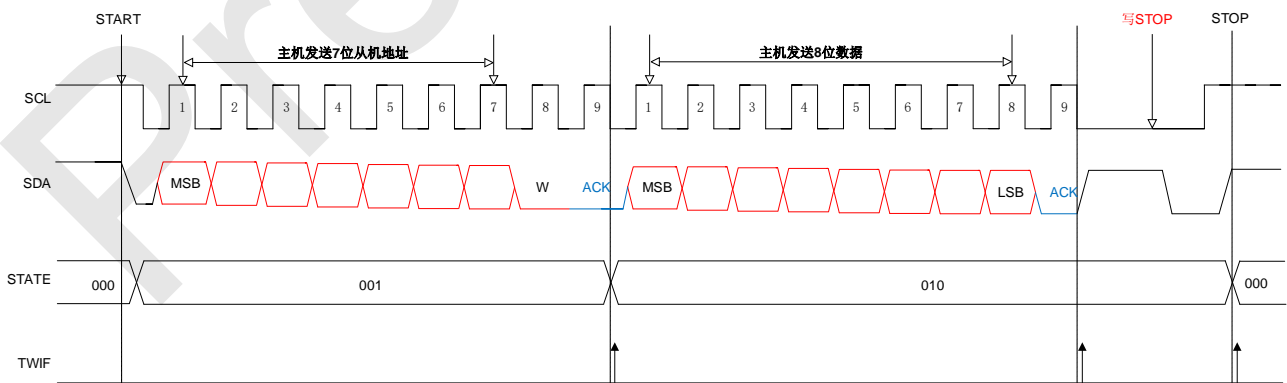 START 写STOP STOP
主机发送7位从机地址 主机发送8位数据
SCL 1 2 3 4 5 6 7 8 9 1 2 3 4 5 6 7 8 9
SDA MSB W ACK MSB LSB ACK
STATE 000 001 010 000
TWIF
Pre